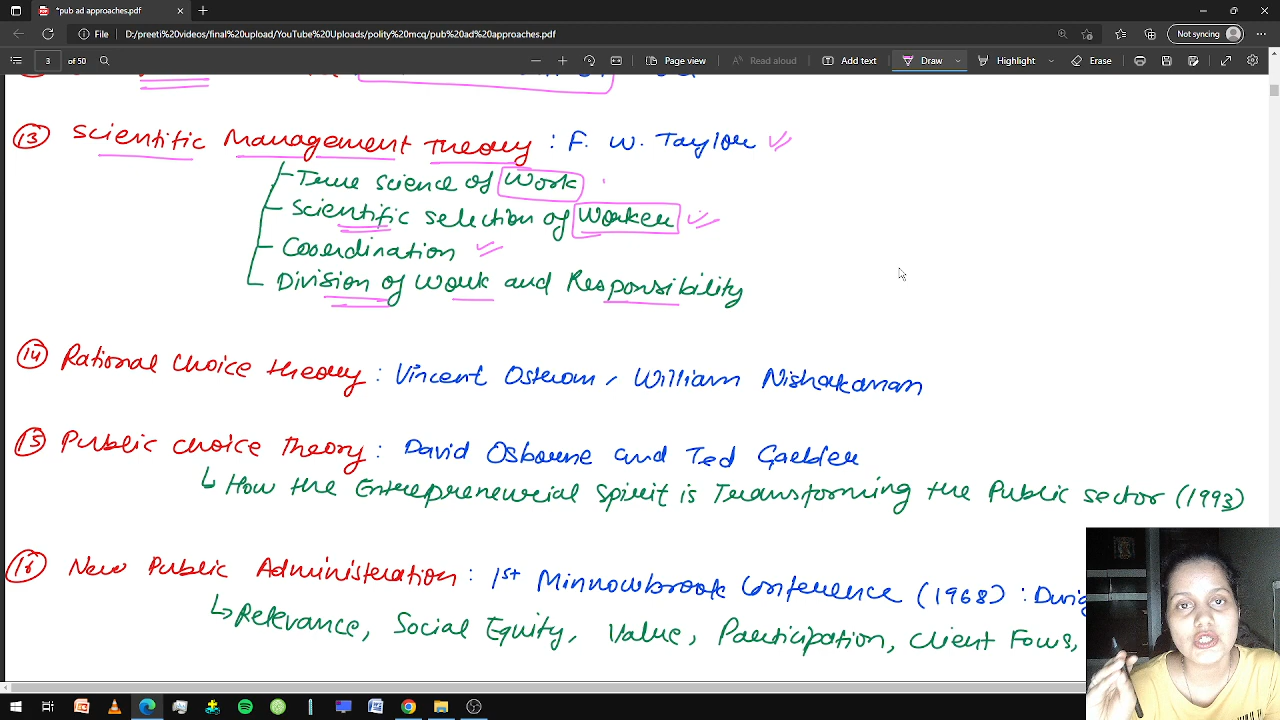 *pub ad approaches.pdf
File D:/preeti%20videos/final%20upload/YouTube%20Uploads/polity%20mcq/pub%20ad%20approaches.pdf
Not syncing
3 of 50
Page view
Read aloud
Add text
Draw
Highlight
Erase
13 Scientific Management Theory : F. W. Taylor
True science of Work
Scientific selection of Worker
Coordination
Division of Work and Responsibility
14 Rational Choice theory : Vincent Ostrom, William
15 Public Choice Theory : David Osborne and Ted Gaebler
How the Entrepreneurial Spirit is Transforming the Public sector (1993)
16 New Public Administration : 1st Minnowbrook Conference (1968) : Dwig
Relevance, Social Equity, Value, Participation, Client Focus,